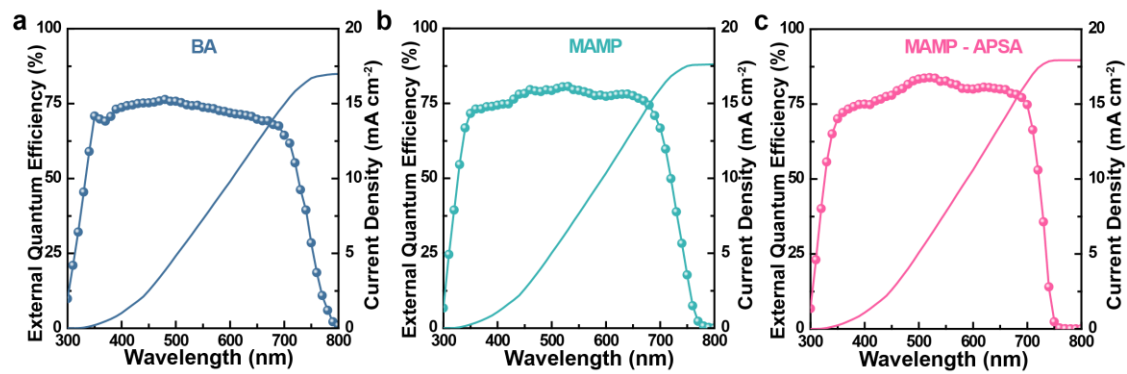 a
BA
External Quantum Efficiency (%)
100
75
50
25
0
20
15
10
5
0
Current Density (mA cm⁻²)
300 400 500 600 700 800
Wavelength (nm)
b
MAMP
External Quantum Efficiency (%)
100
75
50
25
0
20
15
10
5
0
Current Density (mA cm⁻²)
300 400 500 600 700 800
Wavelength (nm)
c
MAMP - APSA
External Quantum Efficiency (%)
100
75
50
25
0
20
15
10
5
0
Current Density (mA cm⁻²)
300 400 500 600 700 800
Wavelength (nm)